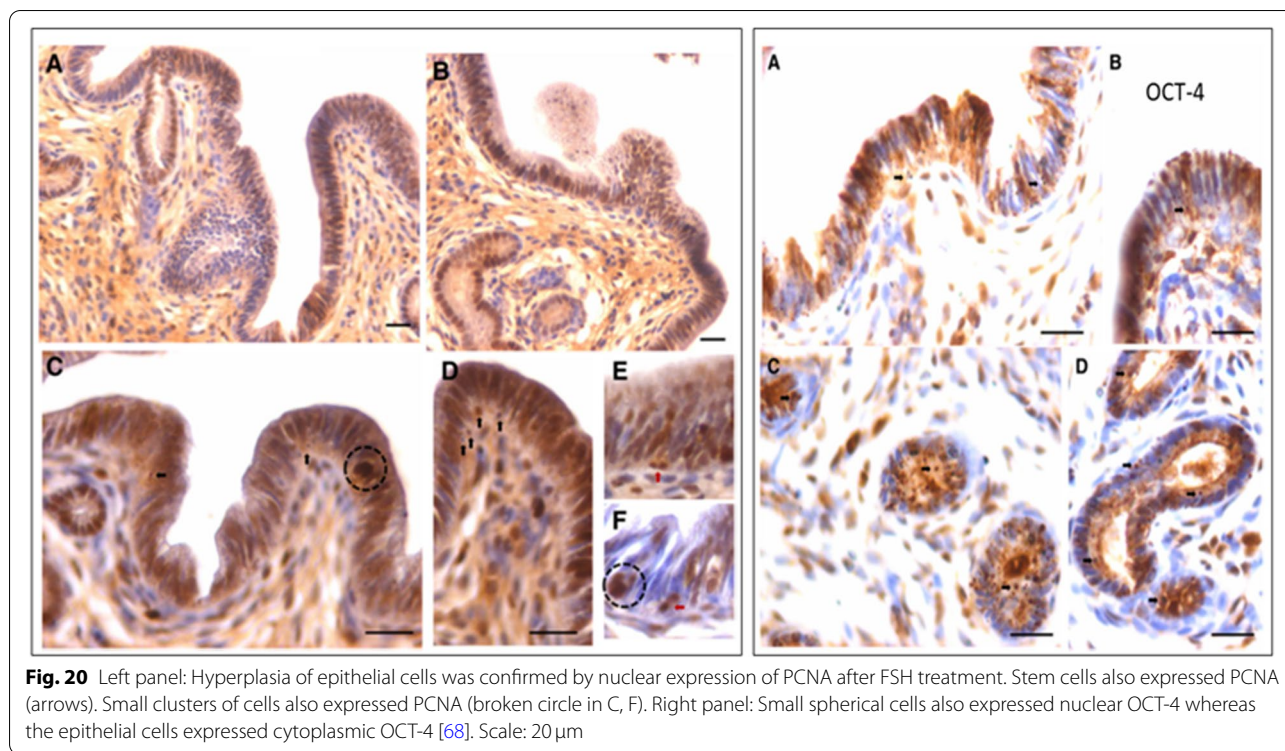 A
B
C
D
E
F
A
B
OCT-4
C
D
Fig. 20 Left panel: Hyperplasia of epithelial cells was confirmed by nuclear expression of PCNA after FSH treatment. Stem cells also expressed PCNA
(arrows). Small clusters of cells also expressed PCNA (broken circle in C, F). Right panel: Small spherical cells also expressed nuclear OCT-4 whereas
the epithelial cells expressed cytoplasmic OCT-4 [68]. Scale: 20 μm